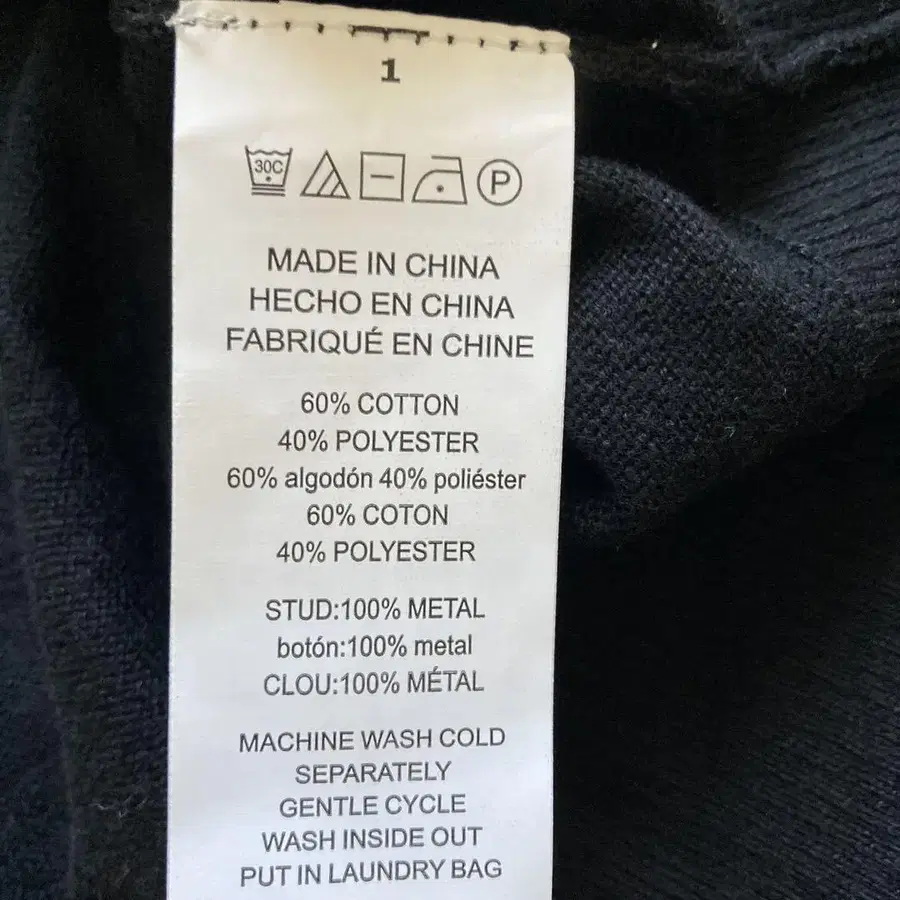 1
30C
P
MADE IN CHINA
HECHO EN CHINA
FABRIQUÉ EN CHINE
60% COTTON
40% POLYESTER
60% algodón 40% poliéster
60% COTON
40% POLYESTER
STUD:100% METAL
botón:100% metal
CLOU:100% MÉTAL
MACHINE WASH COLD
SEPARATELY
GENTLE CYCLE
WASH INSIDE OUT
PUT IN LAUNDRY BAG